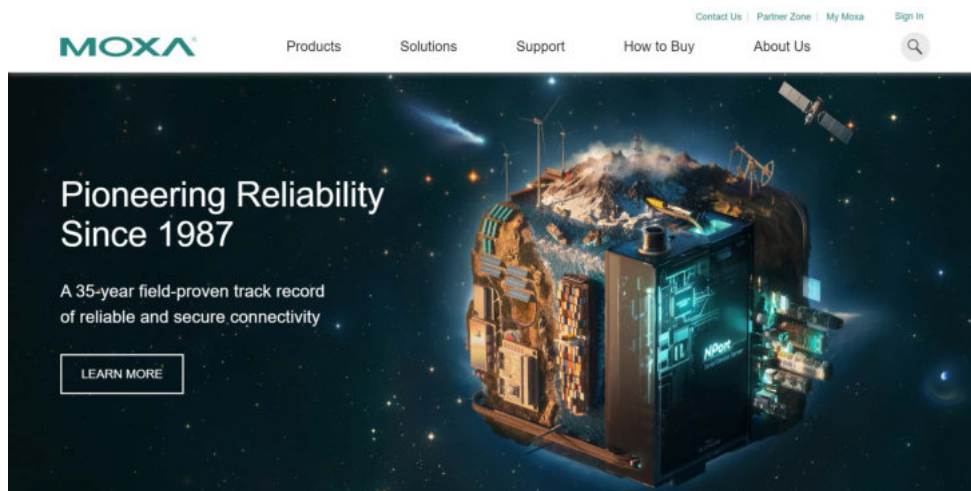 Contact Us
Partner Zone
My Moxa
Sign In
MOXA®
Products
Solutions
Support
How to Buy
About Us
Pioneering Reliability
Since 1987
A 35-year field-proven track record
of reliable and secure connectivity
LEARN MORE
NPort